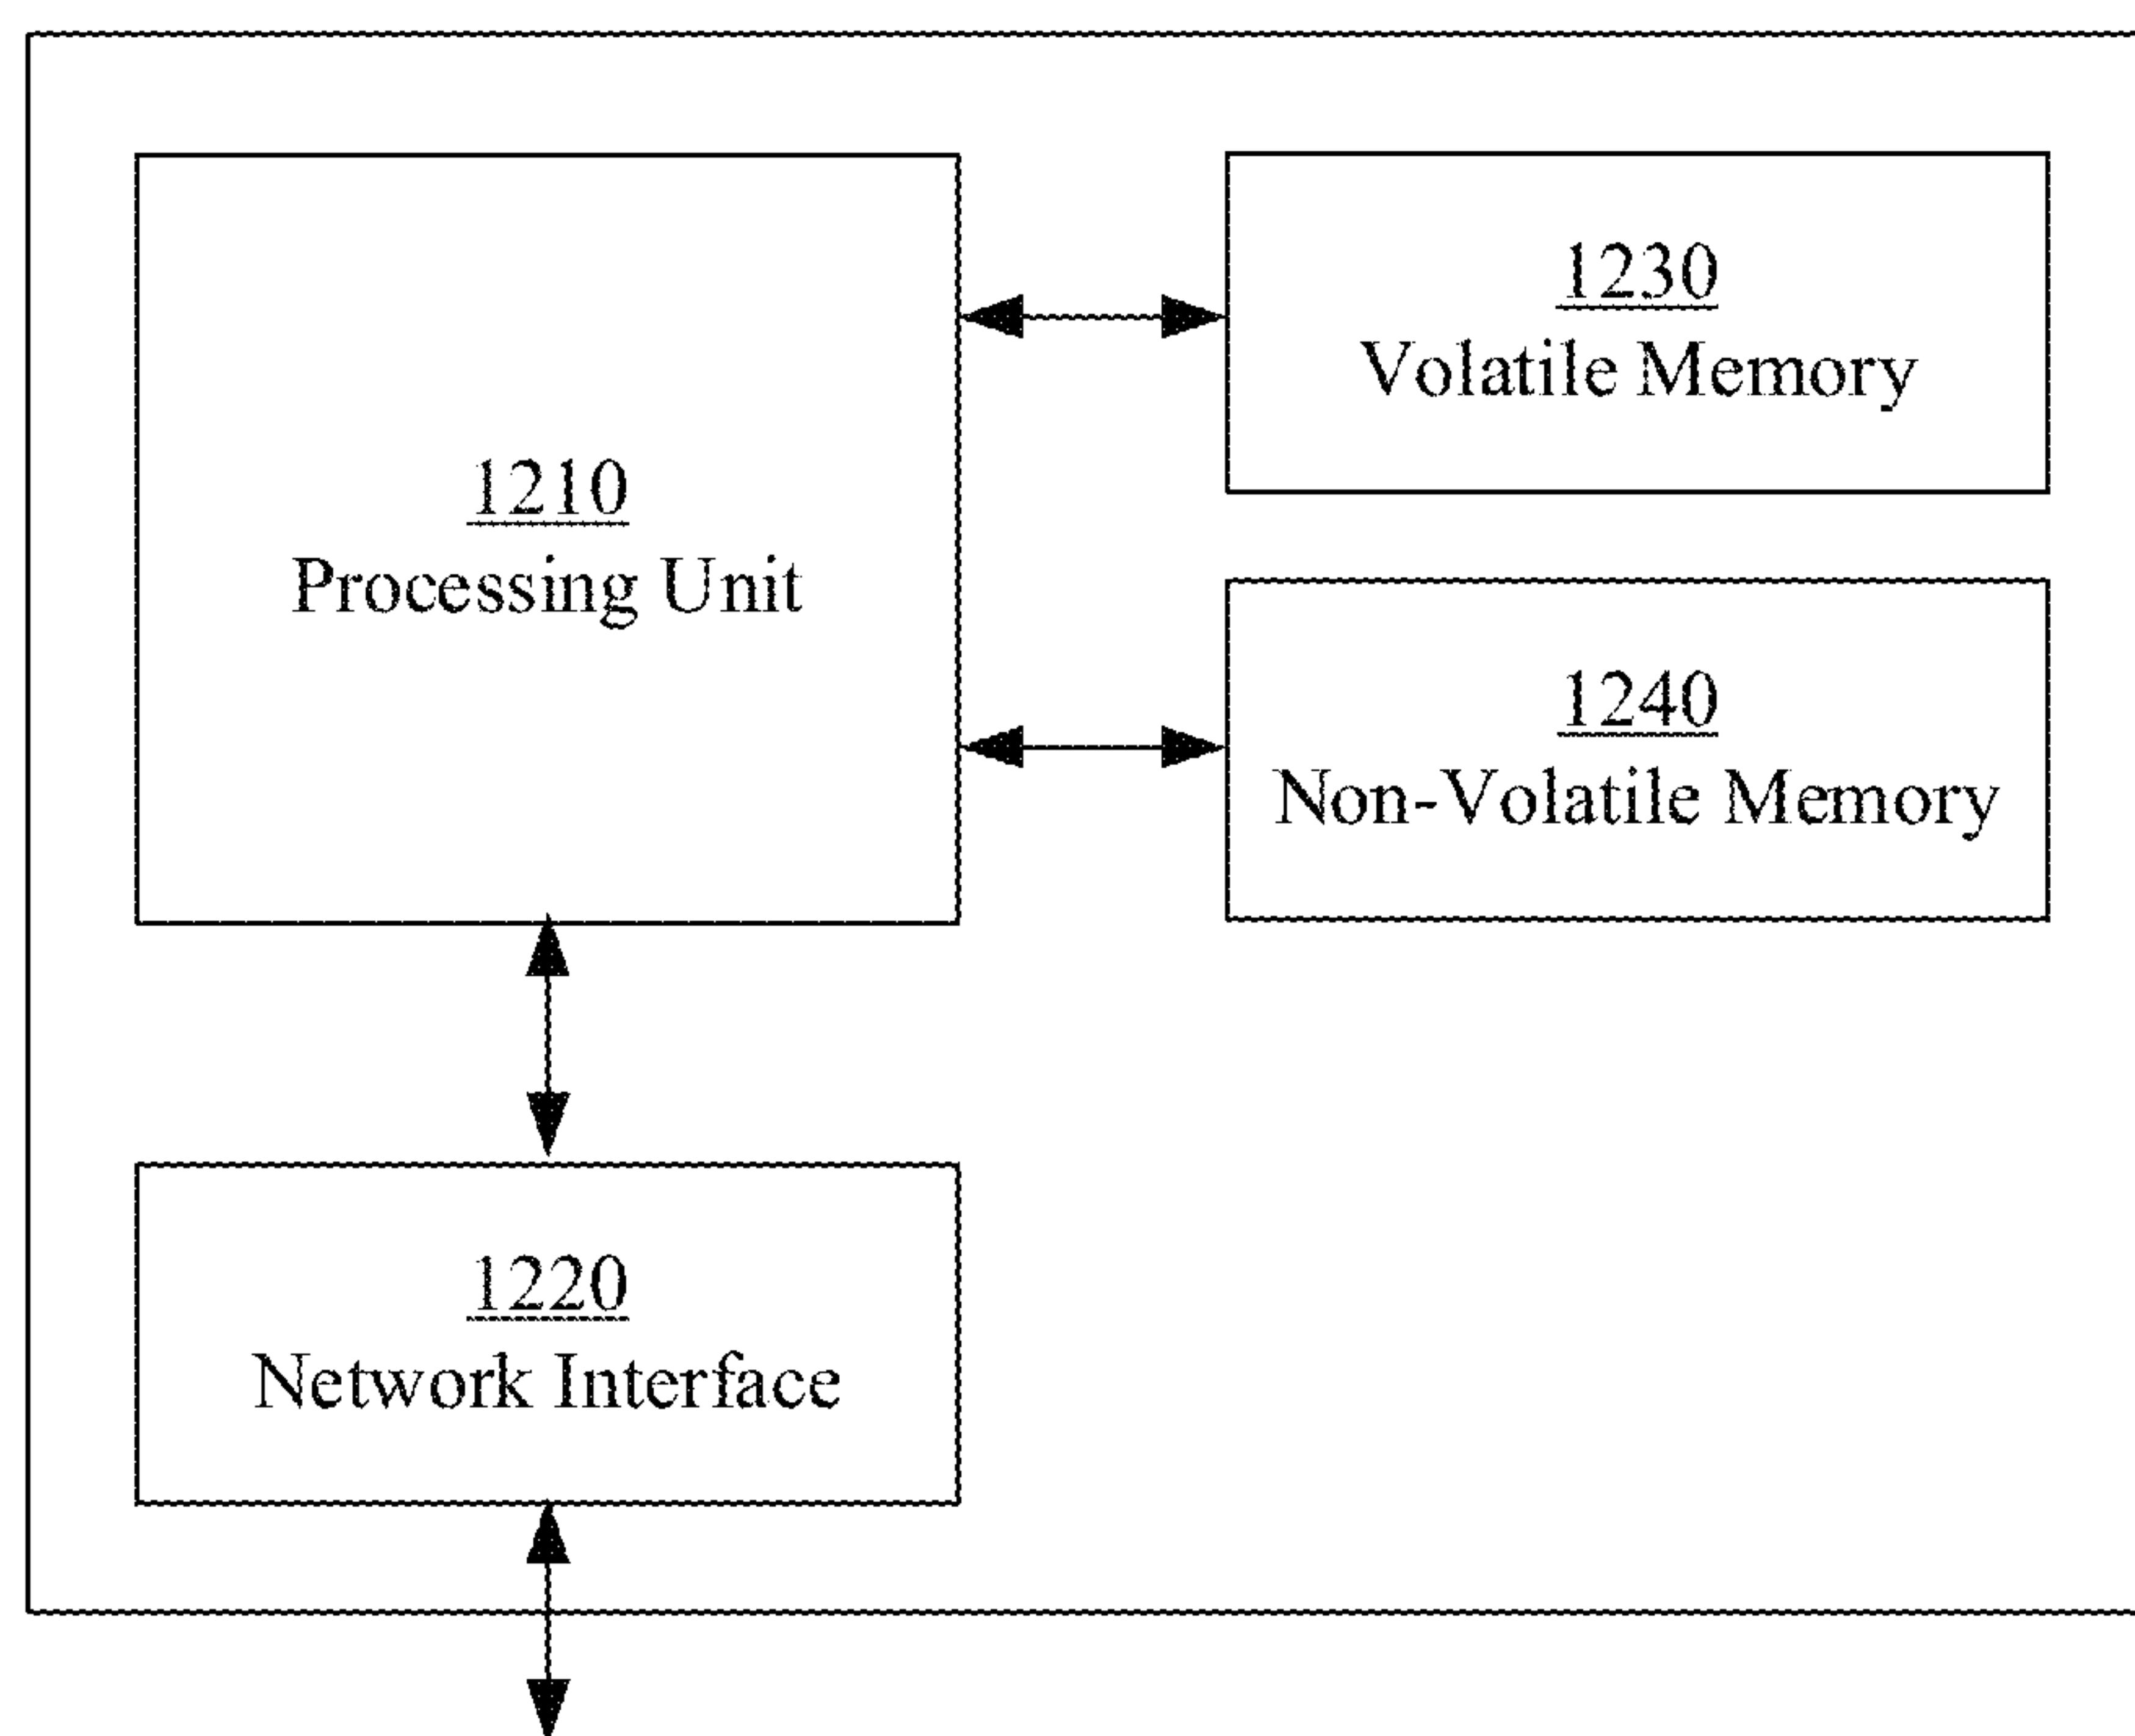 1210
Processing Unit
1230
Volatile Memory
1240
Non-Volatile Memory
1220
Network Interface